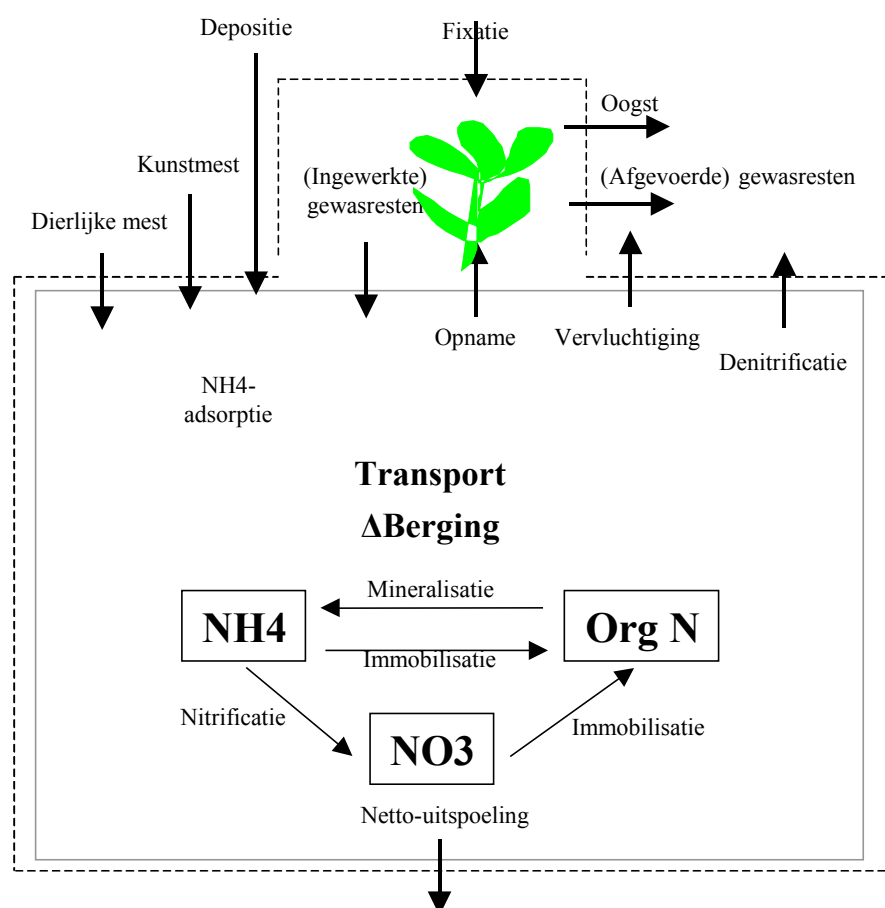 Depositie
Fixatie
Oogst
Kunstmest
(Ingewerkte)
gewasresten
(Afgevoerde) gewasresten
Dierlijke mest
Opname
Vervluchtiging
Denitrificatie
NH4-
adsorptie
Transport
ΔBerging
Mineralisatie
NH4
Org N
Immobilisatie
Nitrificatie
Immobilisatie
NO3
Netto-uitspoeling